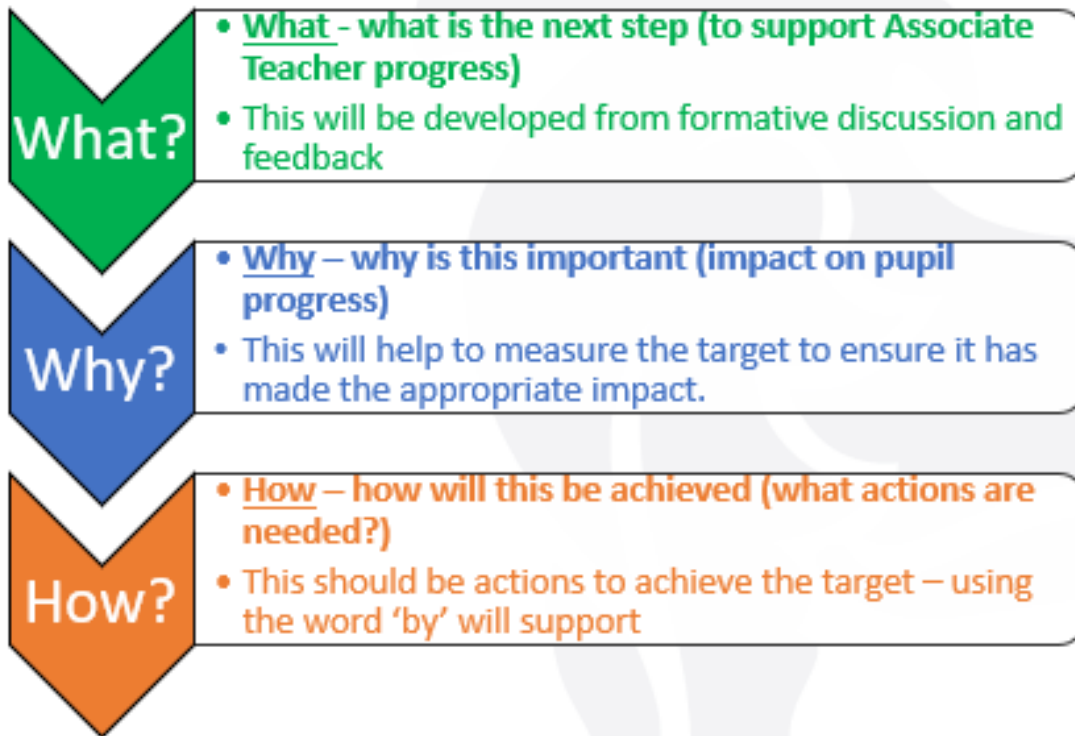 What?
• What - what is the next step (to support Associate
Teacher progress)
• This will be developed from formative discussion and
feedback
Why?
• Why – why is this important (impact on pupil
progress)
• This will help to measure the target to ensure it has
made the appropriate impact.
How?
• How – how will this be achieved (what actions are
needed?)
• This should be actions to achieve the target – using
the word ‘by’ will support